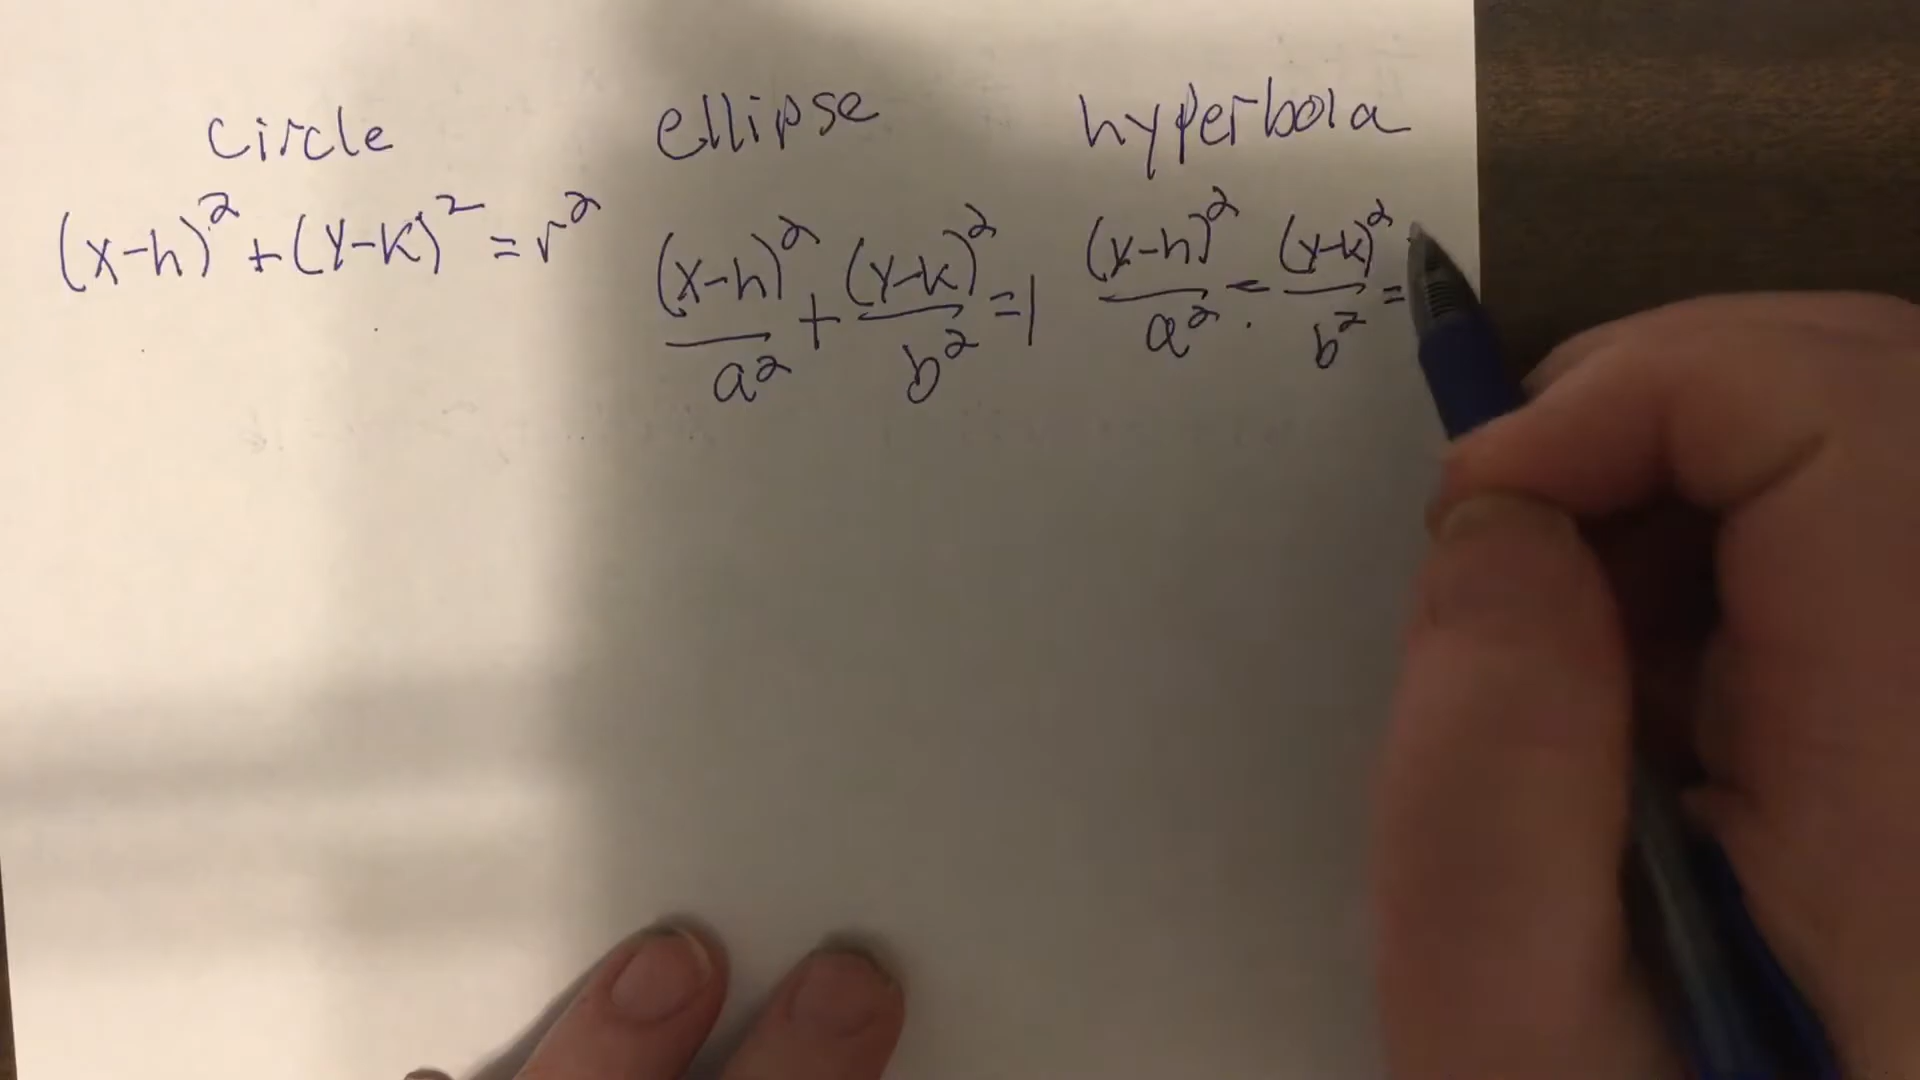 circle ellipse hyperbola
(x-h)² + (y-k)² = r² (x-h)²/a² + (y-k)²/b² = 1 (x-h)²/a² - (y-k)²/b² =